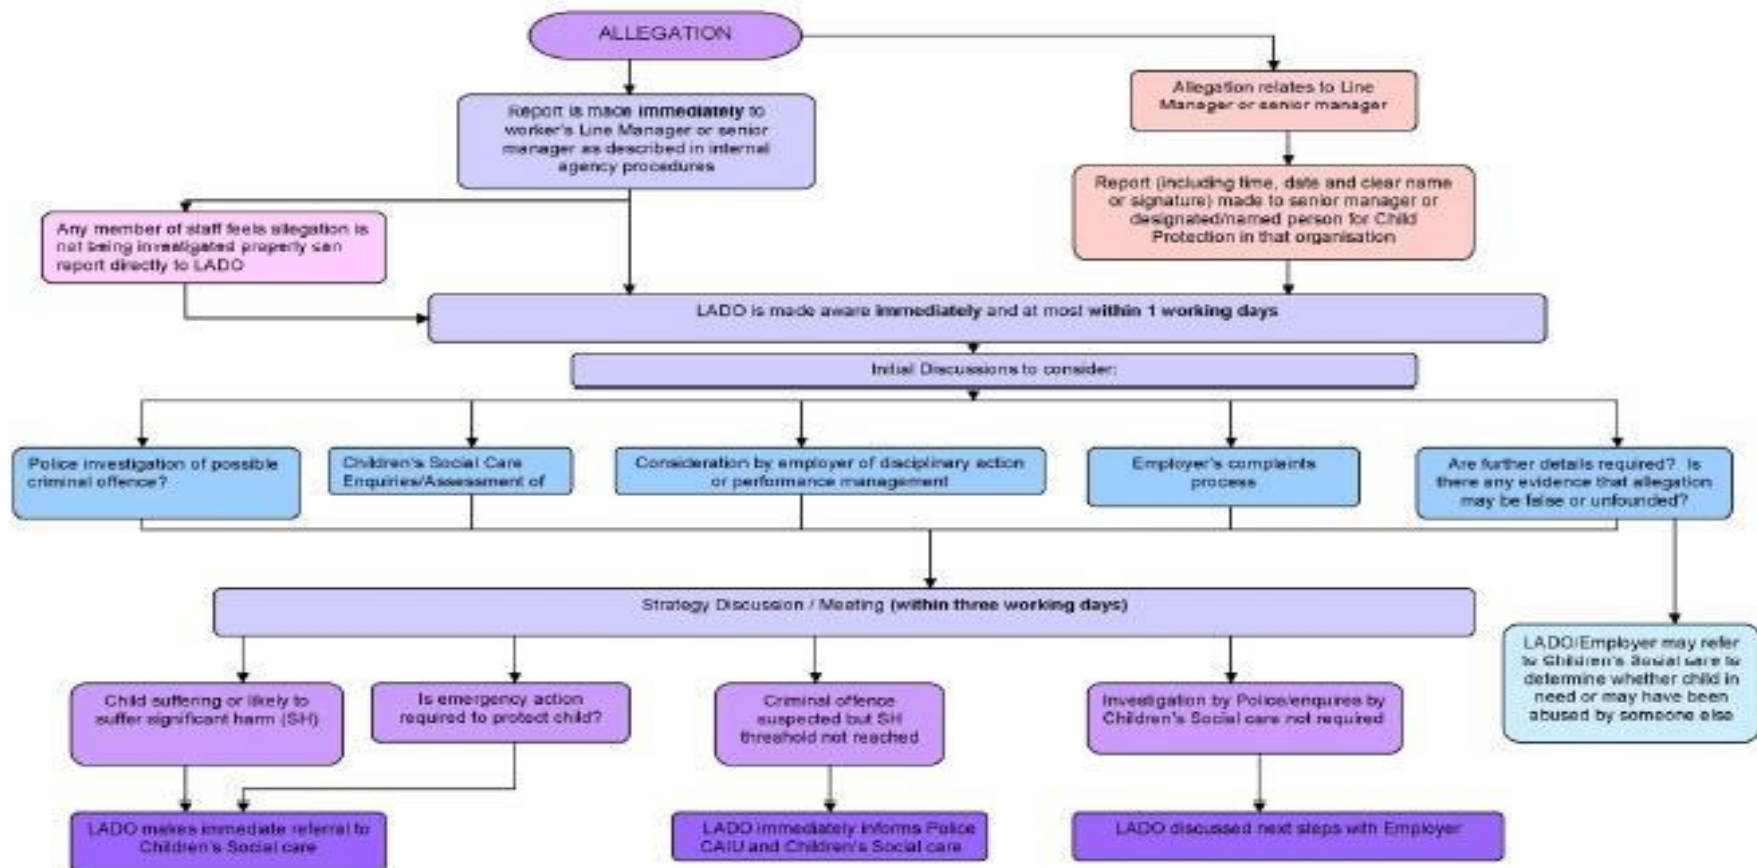 ALLEGATION
Report is made immediately to
worker's Line Manager or senior
manager as described in internal
agency procedures
Allegation relates to Line
Manager or senior manager
Report (including time, date and clear name
or signature) made to senior manager or
designated/named person for Child
Protection in that organisation
Any member of staff feels allegation is
not being investigated properly can
report directly to LADO
LADO is made aware immediately and at most within 1 working days
Initial Discussions to consider:
Police investigation of possible
criminal offence?
Children's Social Care
Enquiries/Assessment of
Consideration by employer of disciplinary action
or performance management
Employer's complaints
process
Are further details required? Is
there any evidence that allegation
may be false or unfounded?
Strategy Discussion / Meeting (within three working days)
LADO/Employer may refer
to Children's Social care to
determine whether child in
need or may have been
abused by someone else
Child suffering or likely to
suffer significant harm (SH)
Is emergency action
required to protect child?
Criminal offence
suspected but SH
threshold not reached
Investigation by Police/enquires by
Children's Social care not required
LADO makes immediate referral to
Children's Social care
LADO immediately informs Police
CAIU and Children's Social care
LADO discussed next steps with Employer